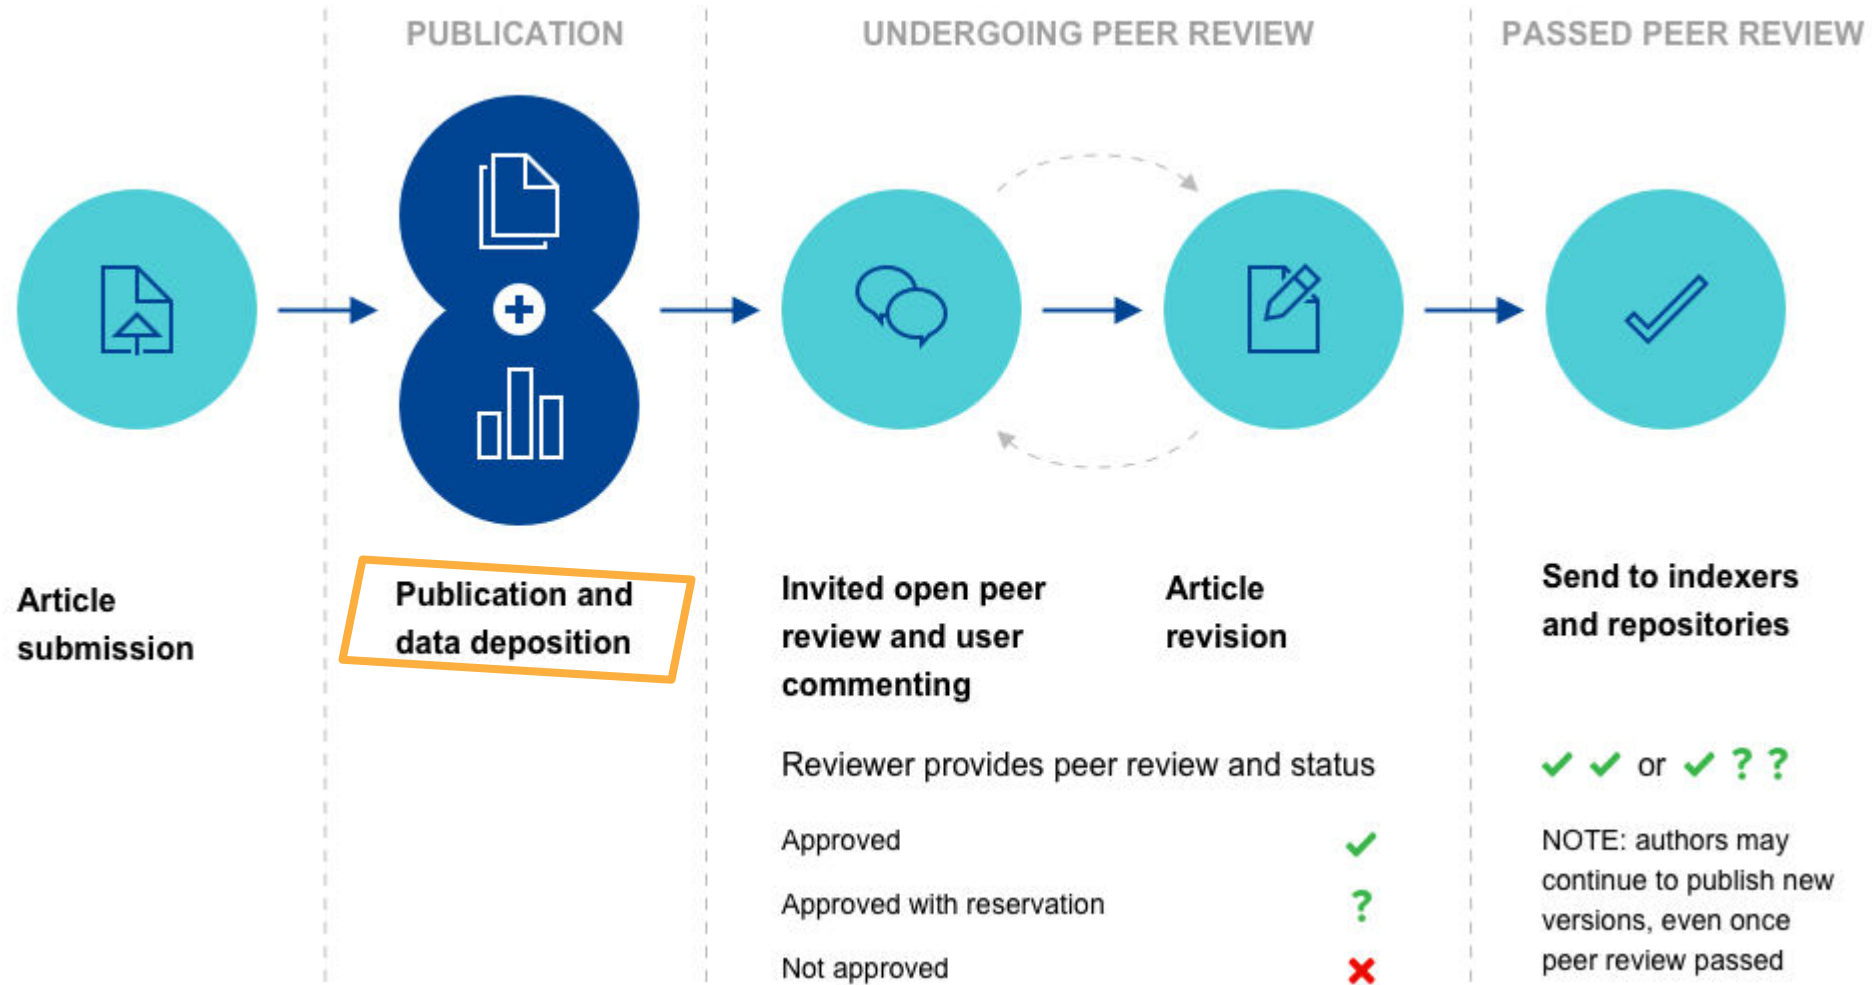 PUBLICATION
UNDERGOING PEER REVIEW
PASSED PEER REVIEW
Article
submission
Publication and
data deposition
Invited open peer
review and user
commenting
Article
revision
Send to indexers
and repositories
Reviewer provides peer review and status
Approved
Approved with reservation
?
Not approved
or ? ?
NOTE: authors may
continue to publish new
versions, even once
peer review passed